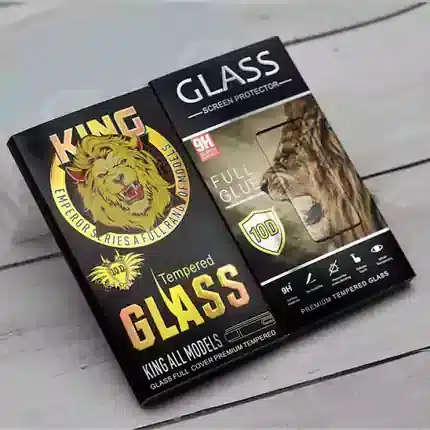 KING
EMPEROR SERIES A FULL RAND OF MODELS
10D
Tempered
GLASS
KING ALL MODELS
GLASS FULL COVER PREMIUM TEMPERED
GLASS
SCREEN PROTECTOR
9H
FULL
GLUE
10D
9H
PREMIUM TEMPERED GLASS